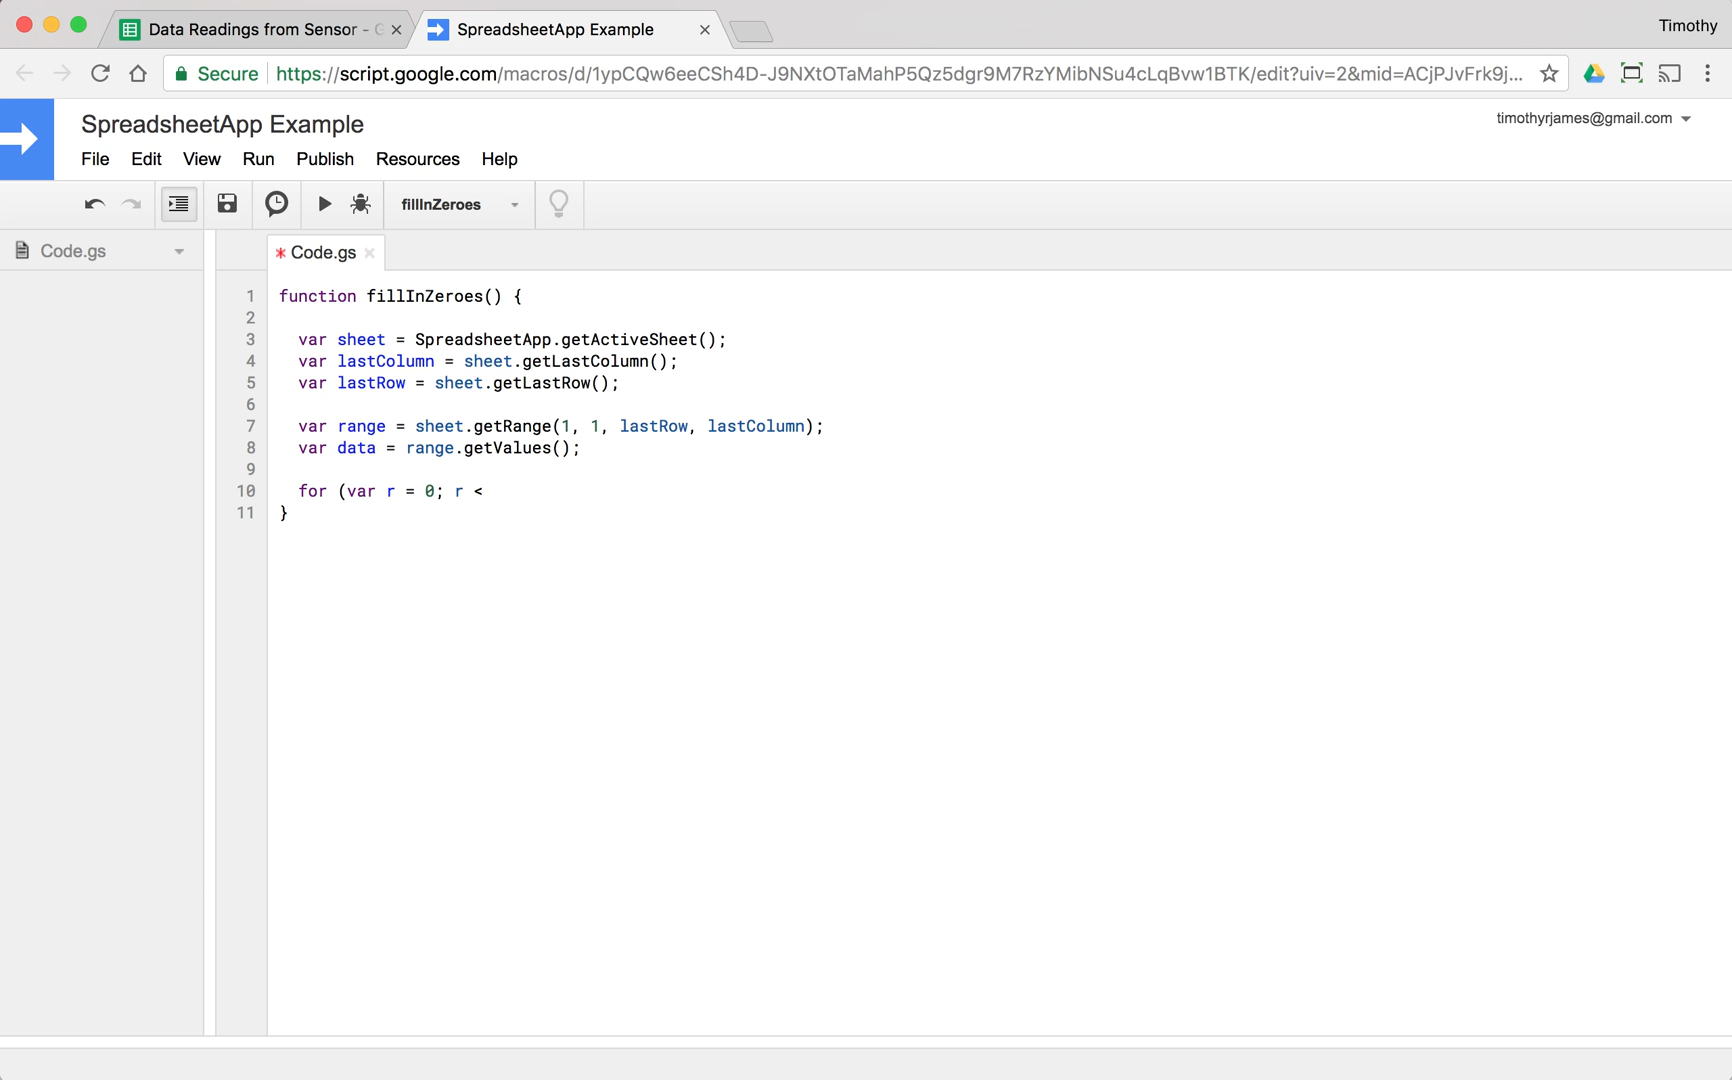 Data Readings from Sensor - G
SpreadsheetApp Example
Timothy
Secure
https://script.google.com/macros/d/1ypCQw6eeCSh4D-J9NXtOTaMahP5Qz5dgr9M7RzYMibNSu4cLqBvw1BTK/edit?uiv=2&mid=ACjPJvFrk9j...
SpreadsheetApp Example
timothyrjames@gmail.com
File Edit View Run Publish Resources Help
fillInZeroes
Code.gs
* Code.gs
1 function fillInZeroes() {
2
3 var sheet = SpreadsheetApp.getActiveSheet();
4 var lastColumn = sheet.getLastColumn();
5 var lastRow = sheet.getLastRow();
6
7 var range = sheet.getRange(1, 1, lastRow, lastColumn);
8 var data = range.getValues();
9
10 for (var r = 0; r <
11 }